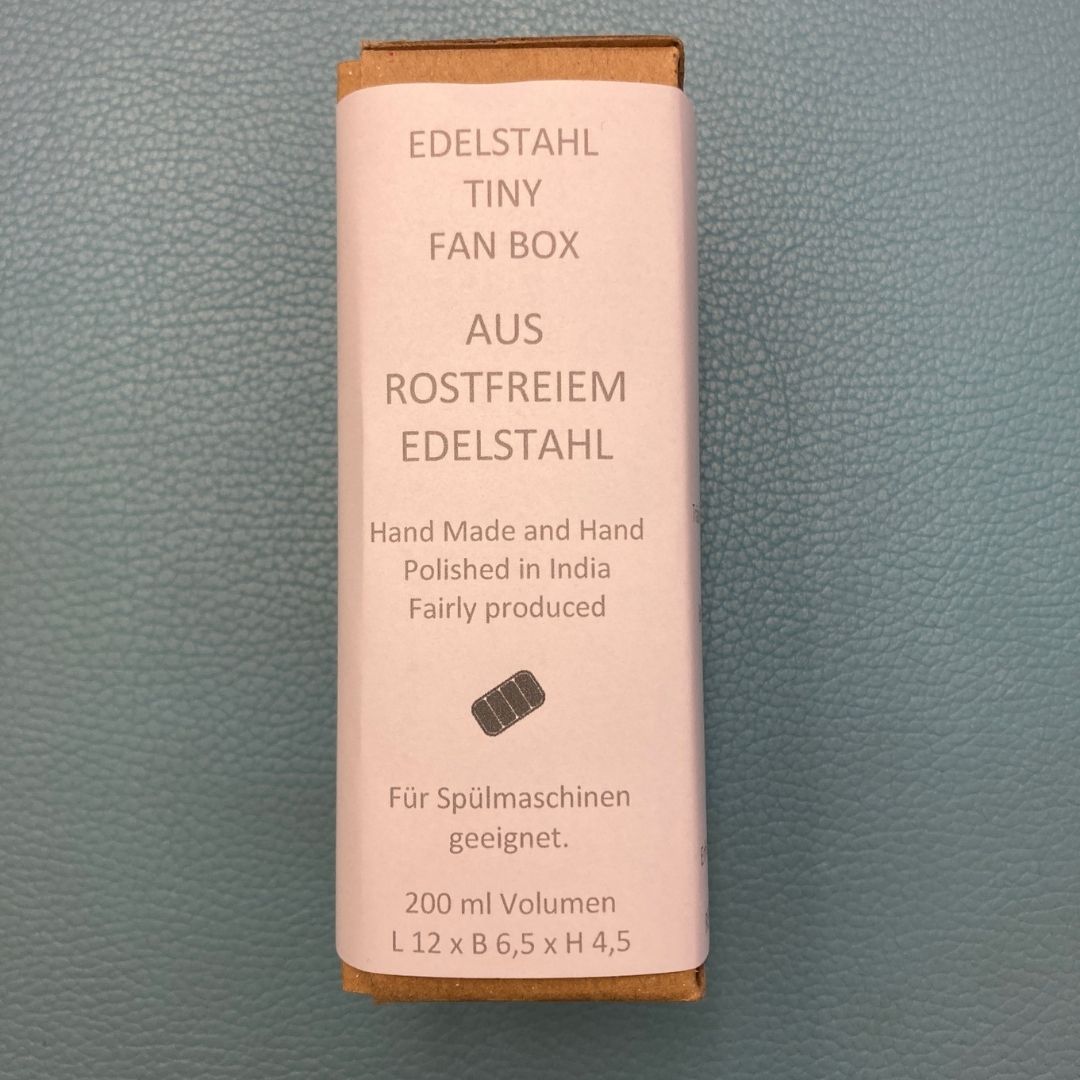 EDELSTAHL
TINY
FAN BOX
AUS
ROSTFREIEM
EDELSTAHL
Hand Made and Hand
Polished in India
Fairly produced
Für Spülmaschinen
geeignet.
200 ml Volumen
L 12 x B 6,5 x H 4,5